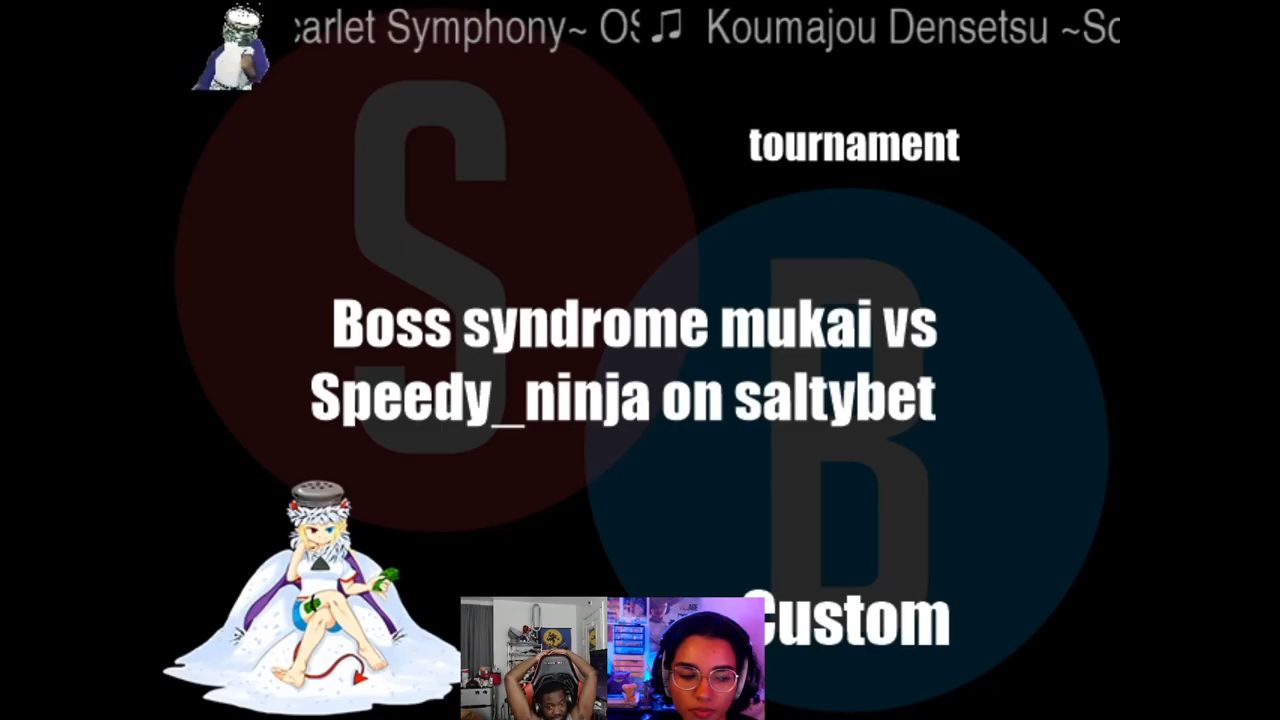 carlet Symphony~ OS ♫ Koumajou Densetsu ~Sc
S
tournament
B
Boss syndrome mukai vs
Speedy_ninja on saltybet
Custom